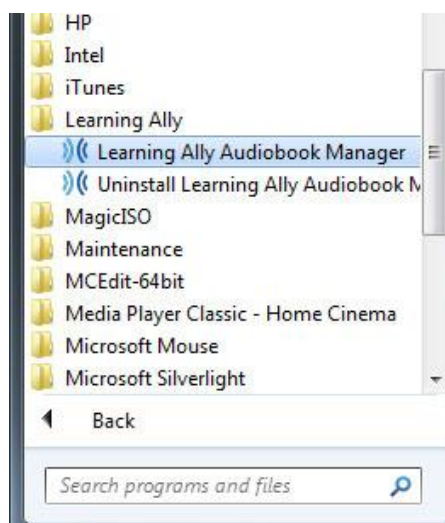 HP
Intel
iTunes
Learning Ally
Learning Ally Audiobook Manager
Uninstall Learning Ally Audiobook
MagicISO
Maintenance
MCEdit-64bit
Media Player Classic - Home Cinema
Microsoft Mouse
Microsoft Silverlight
Back
Search programs and files